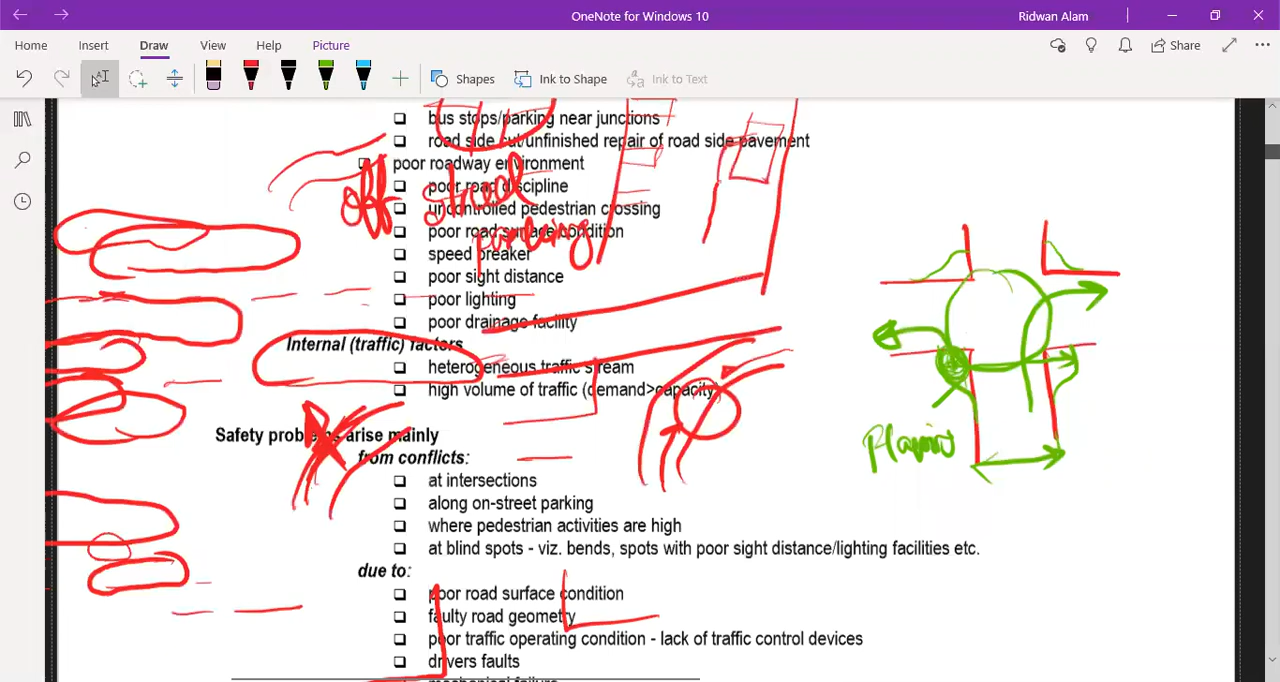 OneNote for Windows 10
Ridwan Alam
Home Insert Draw View Help Picture
Share
Shapes
Ink to Shape
Ink to Text
bus stops/parking near junctions
road side cut/unfinished repair of road side pavement
poor roadway environment
poor road discipline
off street parking
uncontrolled pedestrian crossing
poor road surface condition
speed breaker
poor sight distance
poor lighting
poor drainage facility
Internal (traffic) factors
heterogeneous traffic stream
high volume of traffic (demand>capacity)
Safety problems arise mainly
from conflicts:
at intersections
along on-street parking
where pedestrian activities are high
at blind spots - viz. bends, spots with poor sight distance/lighting facilities etc.
due to:
poor road surface condition
faulty road geometry
poor traffic operating condition - lack of traffic control devices
drivers faults
mechanical failure